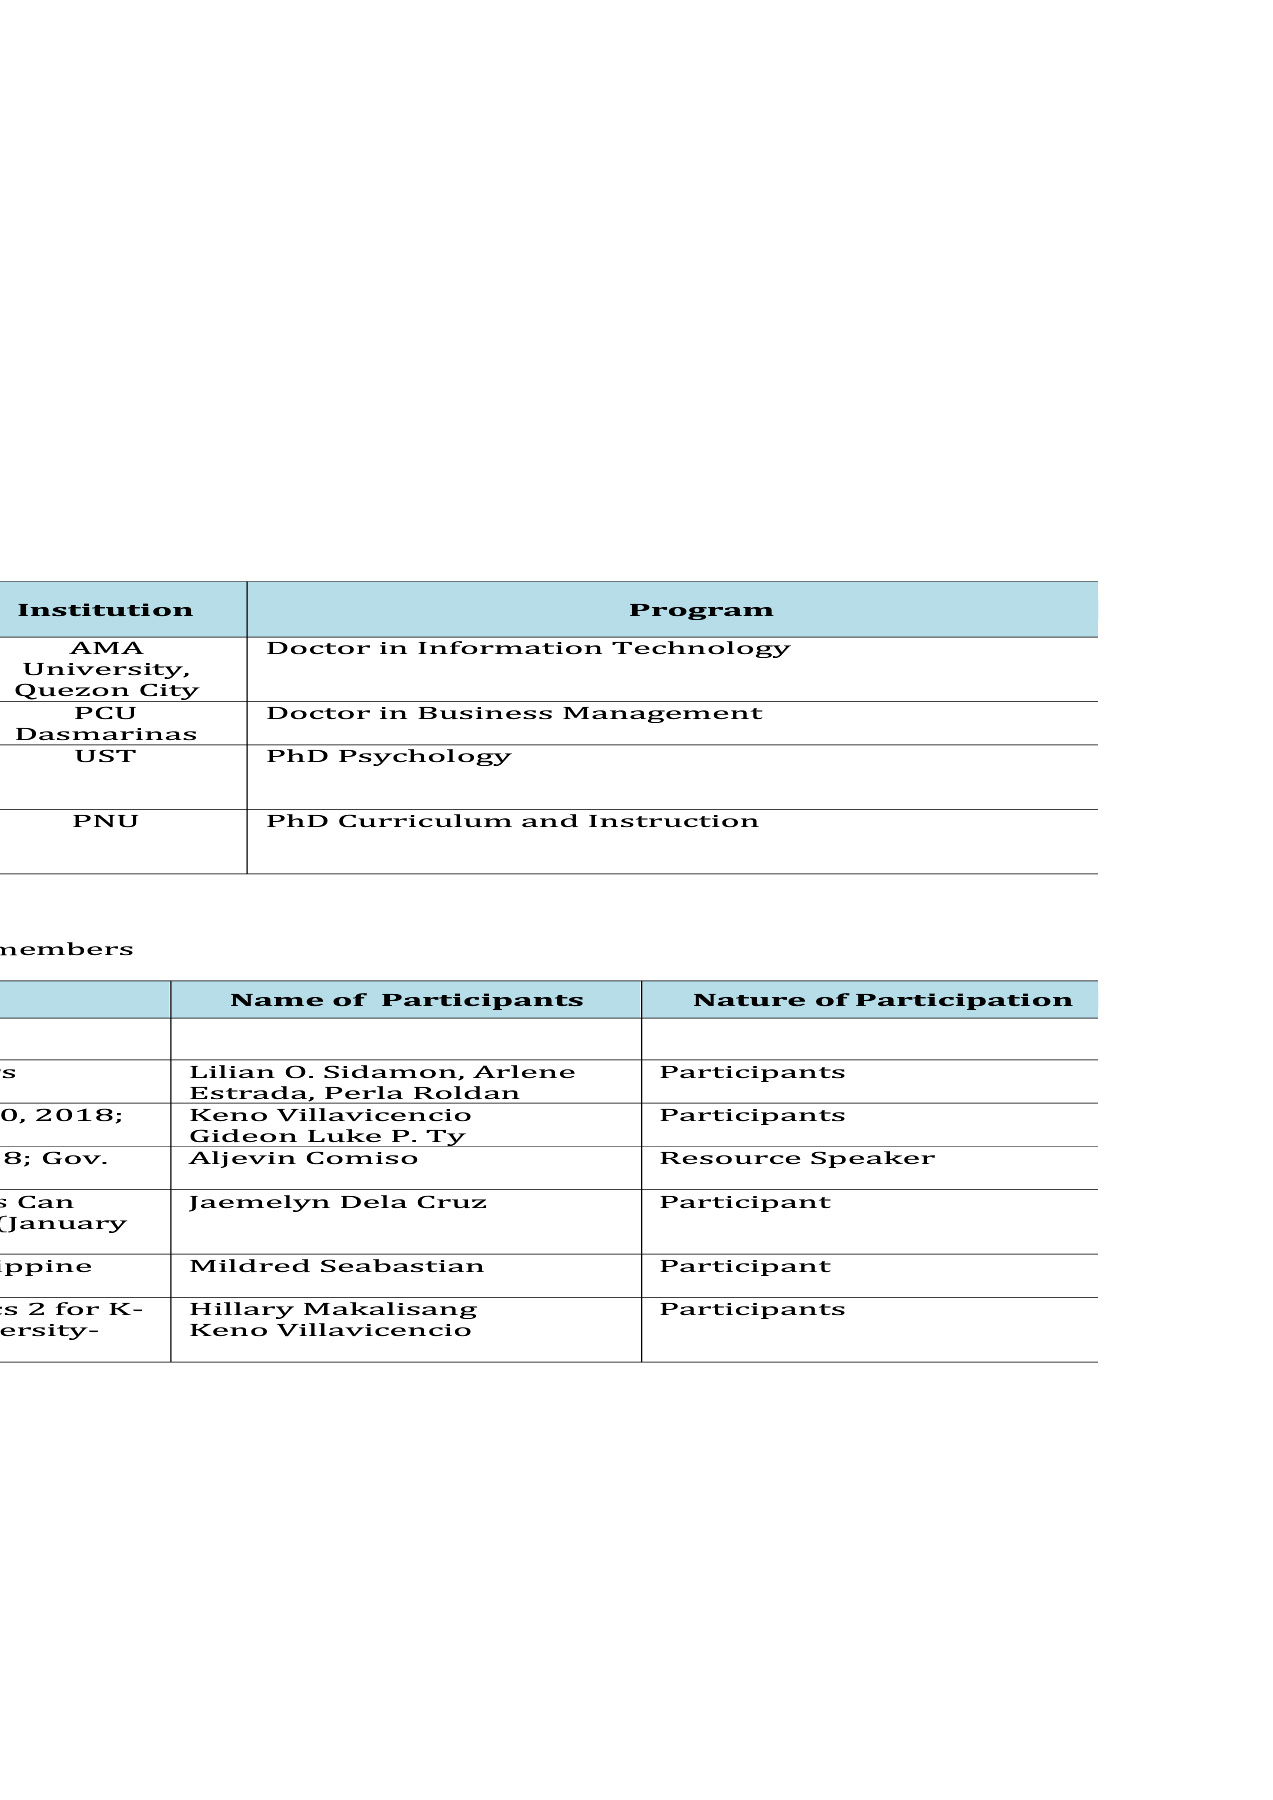 Institution Program
AMA Doctor in Information Technology
University,
Quezon City
PCU Doctor in Business Management
Dasmarinas
UST PhD Psychology
PNU PhD Curriculum and Instruction
members
Name of Participants Nature of Participation
Lilian O. Sidamon, Arlene Participants
Estrada, Perla Roldan
0, 2018; Keno Villavicencio Participants
Gideon Luke P. Ty
8; Gov. Aljevin Comiso Resource Speaker
s Can Jaemelyn Dela Cruz Participant
(January
ippine Mildred Seabastian Participant
cs 2 for K- Hillary Makalisang Participants
ersity- Keno Villavicencio